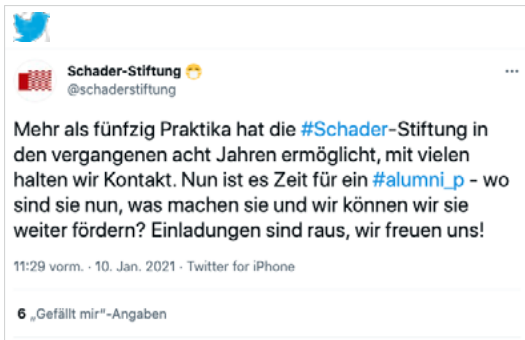 Schader-Stiftung 😷
@schaderstiftung
Mehr als fünfzig Praktika hat die #Schader-Stiftung in
den vergangenen acht Jahren ermöglicht, mit vielen
halten wir Kontakt. Nun ist es Zeit für ein #alumni_p - wo
sind sie nun, was machen sie und wir können wir sie
weiter fördern? Einladungen sind raus, wir freuen uns!
11:29 vorm. · 10. Jan. 2021 · Twitter for iPhone
6 „Gefällt mir“-Angaben